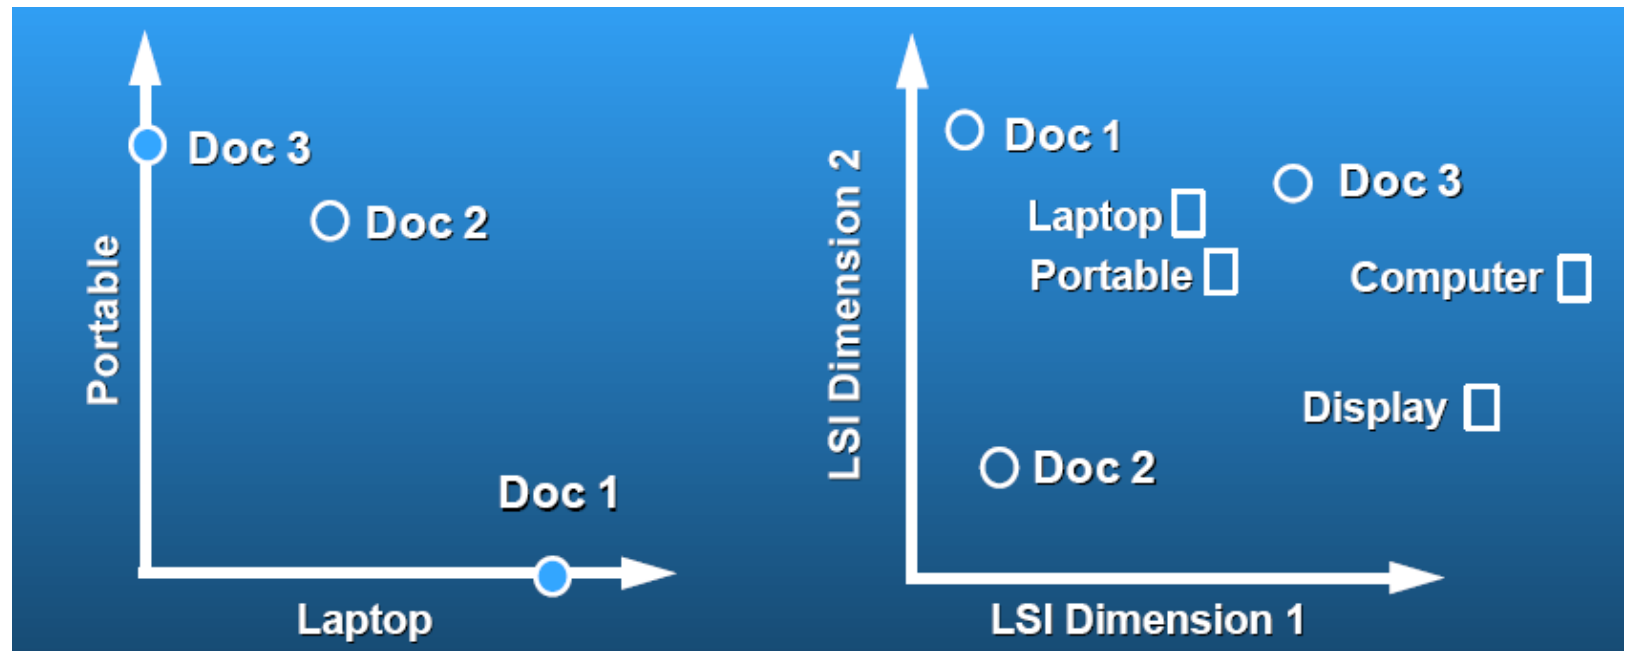 Portable
Doc 3
Doc 2
Doc 1
Laptop
LSI Dimension 2
Doc 1
Doc 3
Laptop
Portable
Computer
Display
Doc 2
LSI Dimension 1